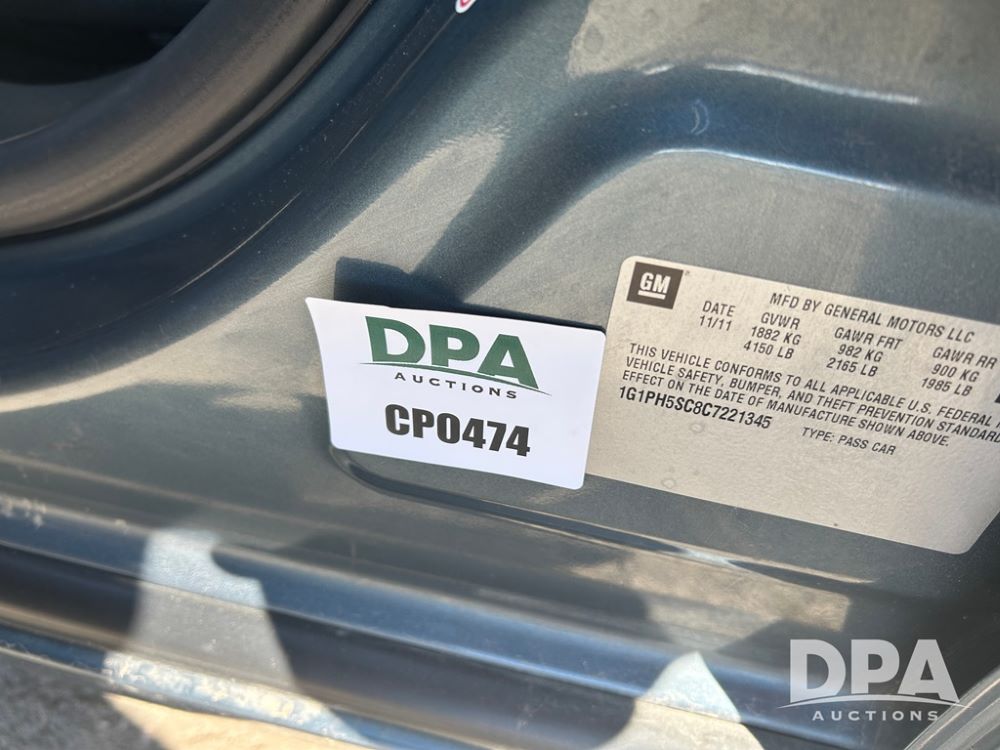 GM
MFD BY GENERAL MOTORS LLC
DATE GVWR GAWR FRT GAWR RR
11/11 1882 KG 982 KG 900 KG
4150 LB 2165 LB 1985 LB
THIS VEHICLE CONFORMS TO ALL APPLICABLE U.S. FEDERAL
VEHICLE SAFETY, BUMPER, AND THEFT PREVENTION STANDARD
EFFECT ON THE DATE OF MANUFACTURE SHOWN ABOVE.
1G1PH5SC8C7221345
TYPE: PASS CAR
DPA
AUCTIONS
CP0474
DPA
AUCTIONS